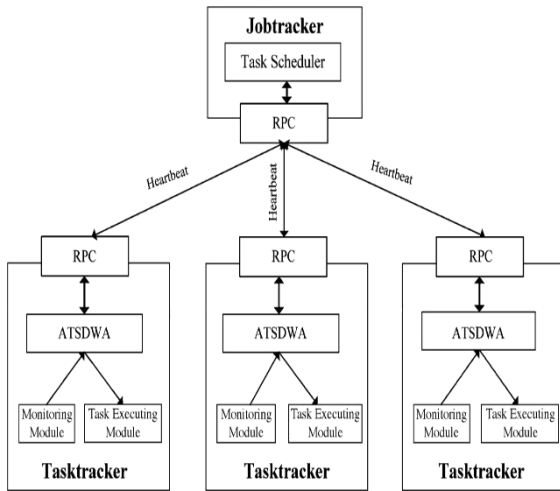 Jobtracker
Task Scheduler
RPC
Heartbeat
Heartbeat
Heartbeat
RPC
RPC
RPC
ATSDWA
ATSDWA
ATSDWA
Monitoring
Module
Task Executing
Module
Monitoring
Module
Task Executing
Module
Monitoring
Module
Task Executing
Module
Tasktracker
Tasktracker
Tasktracker